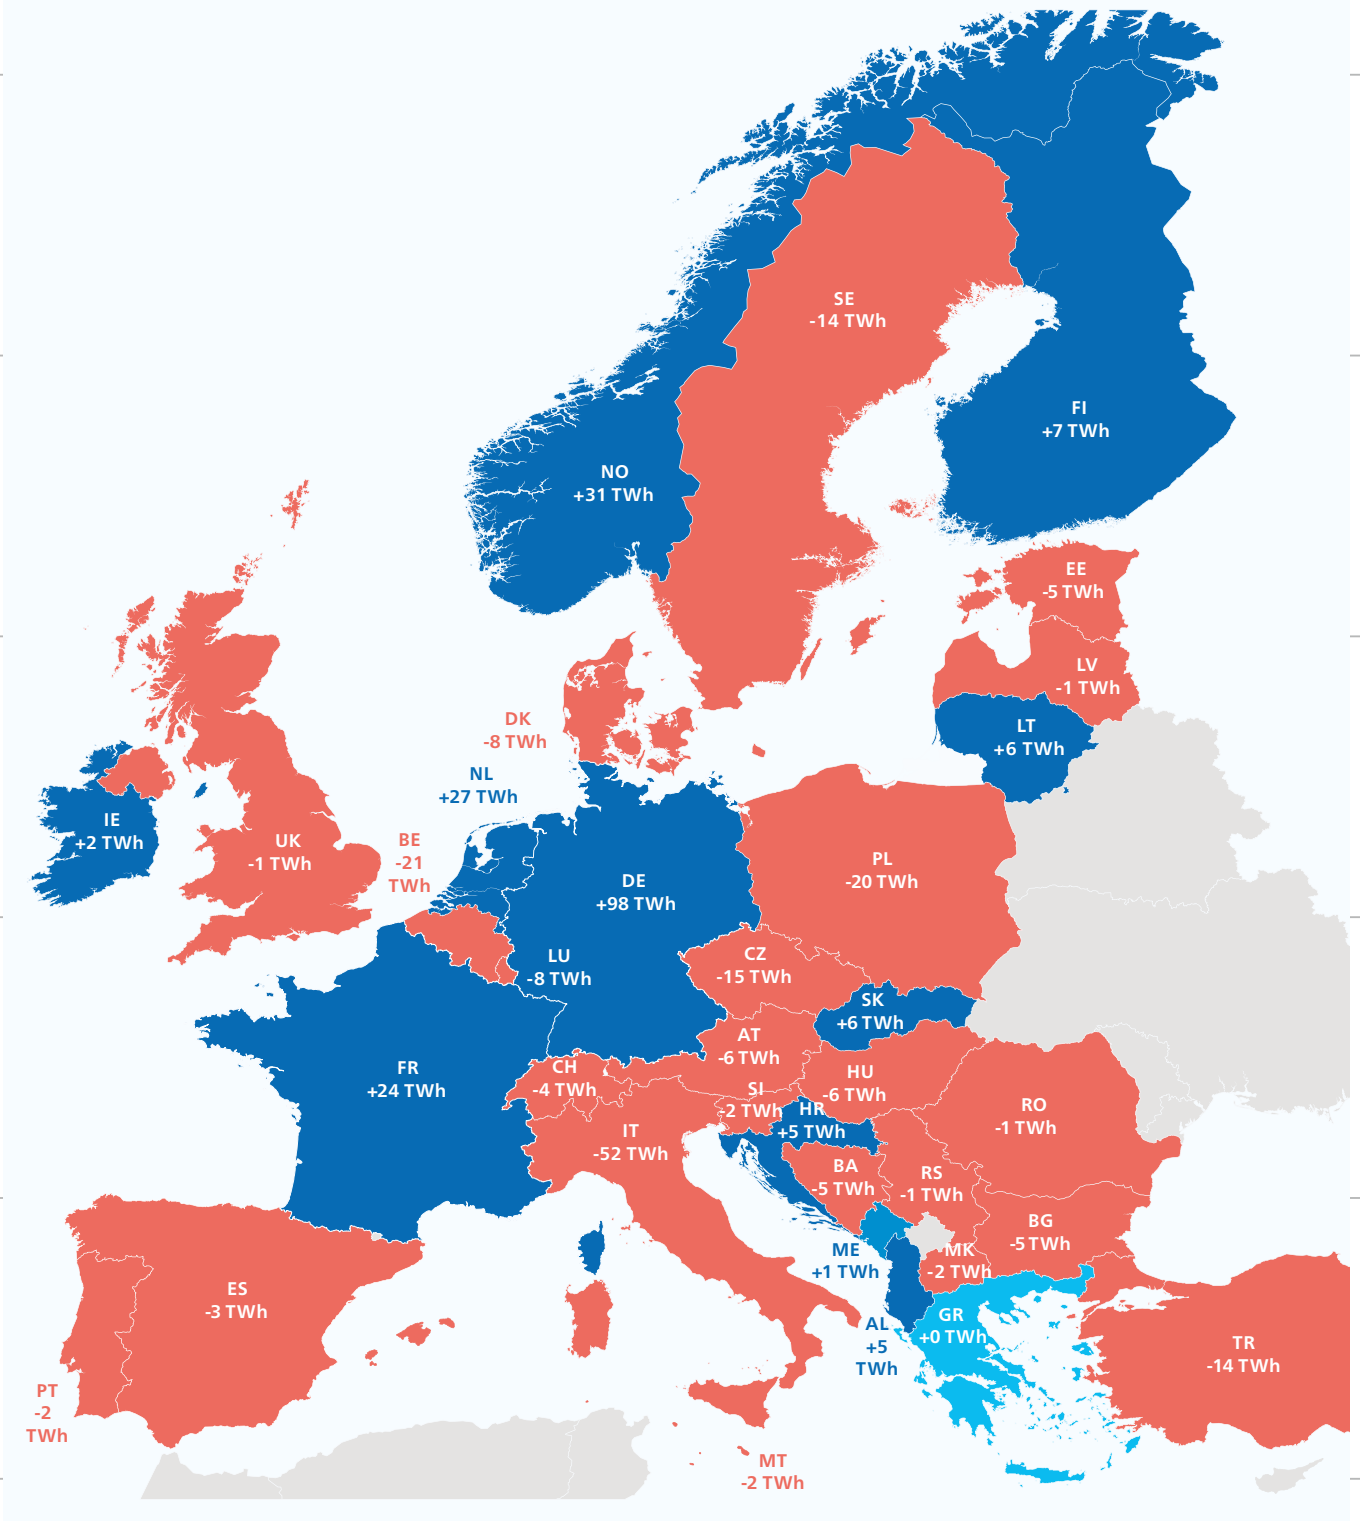 SE
-14 TWh
FI
+7 TWh
NO
+31 TWh
EE
-5 TWh
LV
-1 TWh
DK
-8 TWh
LT
+6 TWh
NL
+27 TWh
IE
+2 TWh
UK
-1 TWh
BE
-21
TWh
PL
-20 TWh
DE
+98 TWh
LU
-8 TWh
CZ
-15 TWh
SK
+6 TWh
AT
-6 TWh
FR
+24 TWh
CH
-4 TWh
HU
-6 TWh
SI
-2 TWh
HR
+5 TWh
RO
-1 TWh
IT
-52 TWh
BA
-5 TWh
RS
-1 TWh
BG
-5 TWh
ME
+1 TWh
MK
-2 TWh
ES
-3 TWh
AL
+5
TWh
GR
+0 TWh
TR
-14 TWh
PT
-2
TWh
MT
-2 TWh